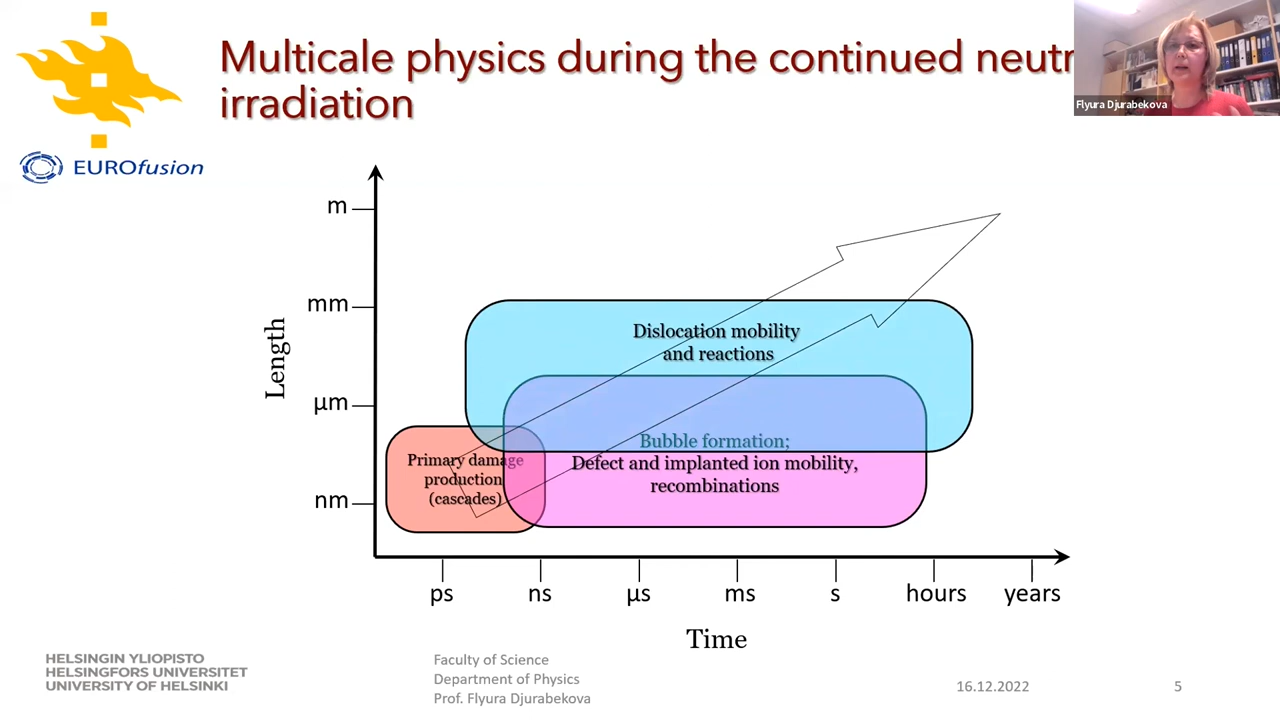 Multicale physics during the continued neutr
irradiation
Flyura Djurabekova
EUROfusion
m
mm
µm
nm
Length
Dislocation mobility
and reactions
Bubble formation;
Defect and implanted ion mobility,
recombinations
Primary damage
production
(cascades)
ps
ns
µs
ms
s
hours
years
Time
HELSINGIN YLIOPISTO
HELSINGFORS UNIVERSITET
UNIVERSITY OF HELSINKI
Faculty of Science
Department of Physics
Prof. Flyura Djurabekova
16.12.2022
5